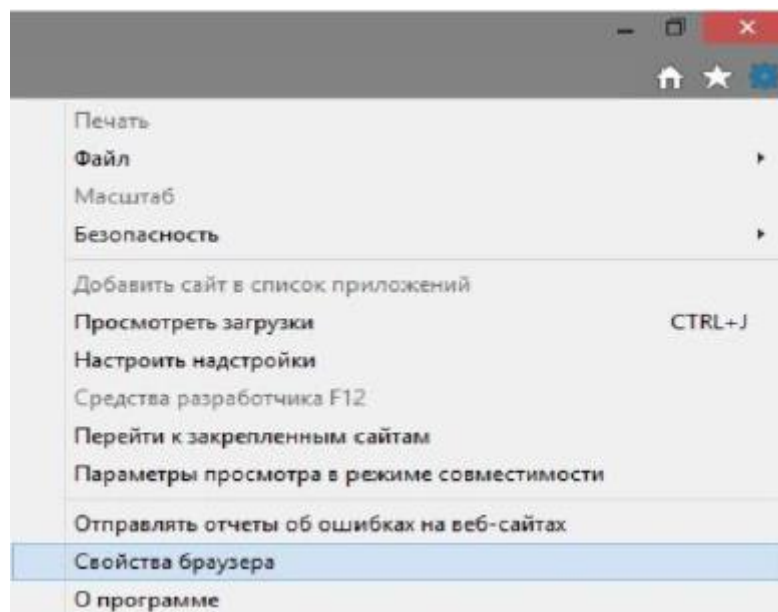 Печать
Файл
Масштаб
Безопасность
Добавить сайт в список приложений
Просмотреть загрузки CTRL+J
Настроить надстройки
Средства разработчика F12
Перейти к закрепленным сайтам
Параметры просмотра в режиме совместимости
Отправлять отчеты об ошибках на веб-сайтах
Свойства браузера
О программе